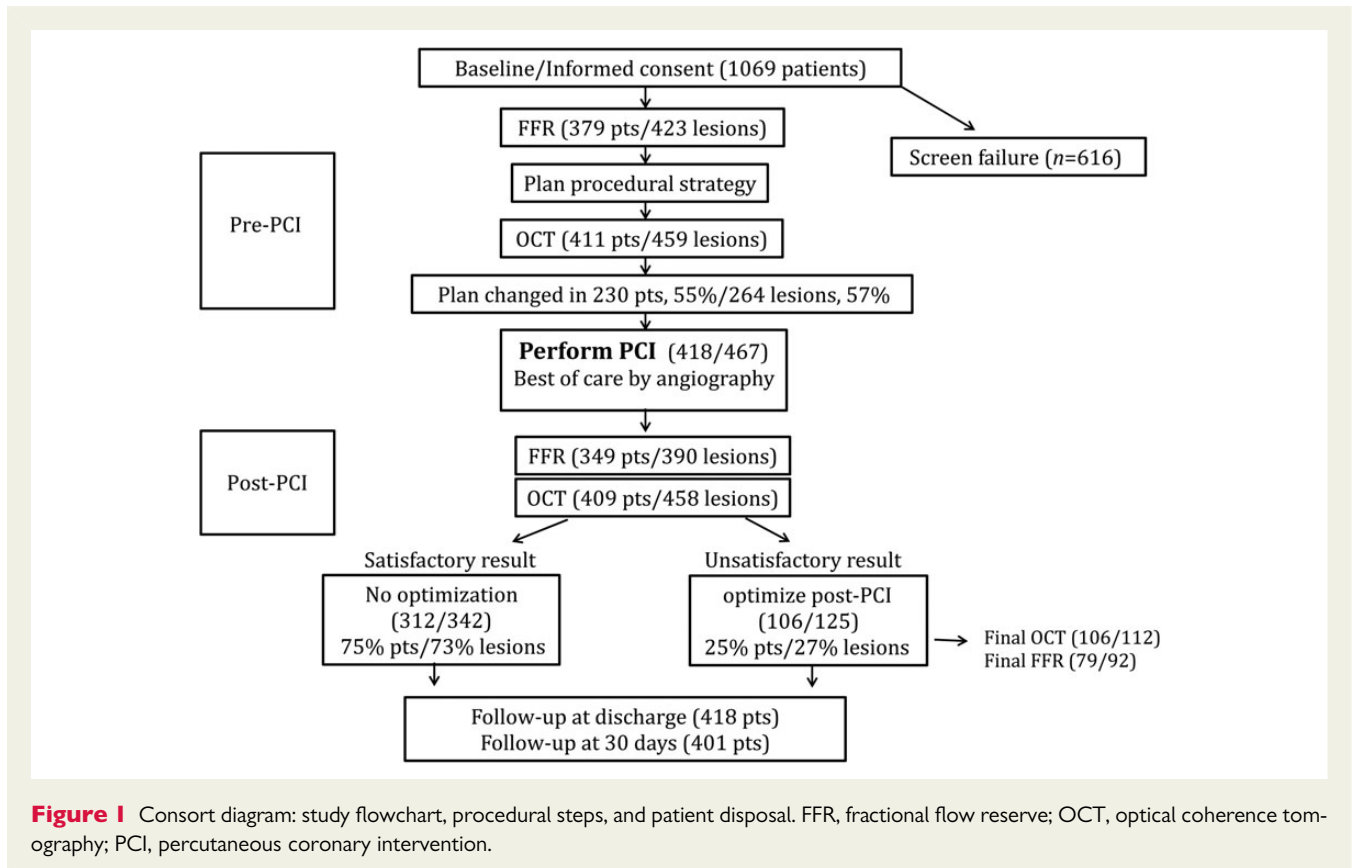 Baseline/Informed consent (1069 patients)
FFR (379 pts/423 lesions)
Screen failure (n=616)
Plan procedural strategy
Pre-PCI
OCT (411 pts/459 lesions)
Plan changed in 230 pts, 55%/264 lesions, 57%
Perform PCI (418/467)
Best of care by angiography
FFR (349 pts/390 lesions)
Post-PCI
OCT (409 pts/458 lesions)
Satisfactory result
No optimization
(312/342)
75% pts/73% lesions
Unsatisfactory result
optimize post-PCI
(106/125)
25% pts/27% lesions
Final OCT (106/112)
Final FFR (79/92)
Follow-up at discharge (418 pts)
Follow-up at 30 days (401 pts)
Figure 1 Consort diagram: study flowchart, procedural steps, and patient disposal. FFR, fractional flow reserve; OCT, optical coherence tom-
ography; PCI, percutaneous coronary intervention.